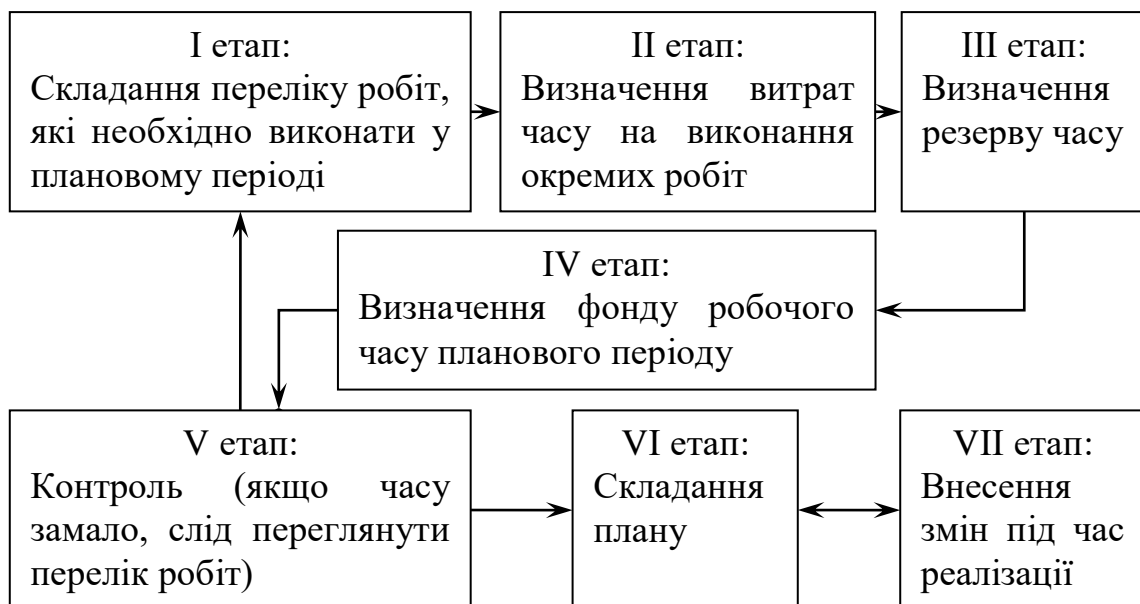 I етап:
Складання переліку робіт,
які необхідно виконати у
плановому періоді
II етап:
Визначення витрат
часу на виконання
окремих робіт
III етап:
Визначення
резерву часу
IV етап:
Визначення фонду робочого
часу планового періоду
V етап:
Контроль (якщо часу
замало, слід переглянути
перелік робіт)
VI етап:
Складання
плану
VII етап:
Внесення
змін під час
реалізації